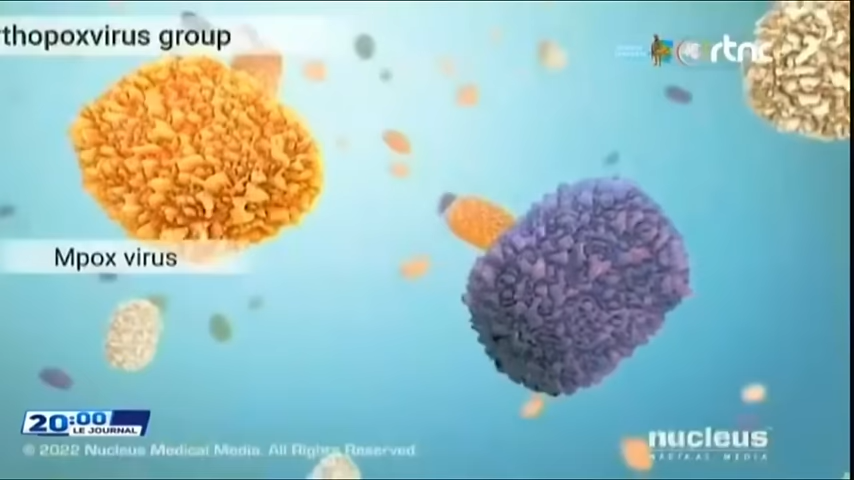 rthopoxvirus group
rtnc
Mpox virus
20:00
LE JOURNAL
© 2022 Nucleus Medical Media. All Rights Reserved.
nucleus
MEDICAL MEDIA